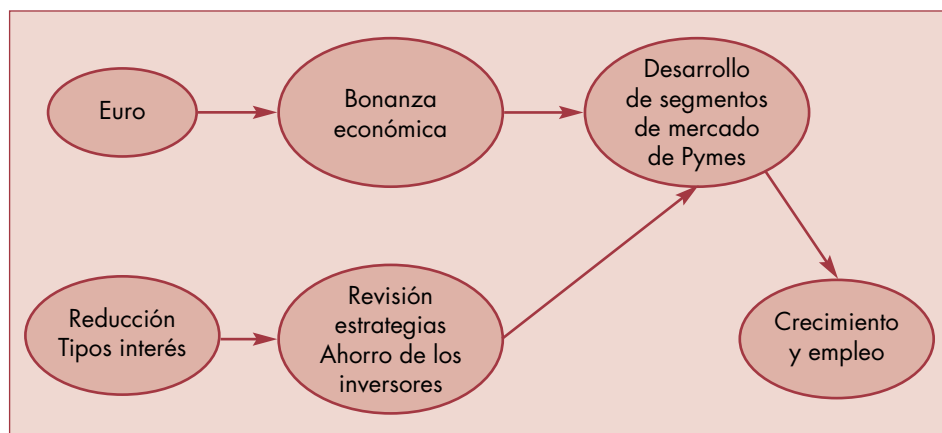 Euro
Bonanza
económica
Desarrollo
de segmentos
de mercado
de Pymes
Reducción
Tipos interés
Revisión
estrategias
Ahorro de los
inversores
Crecimiento
y empleo